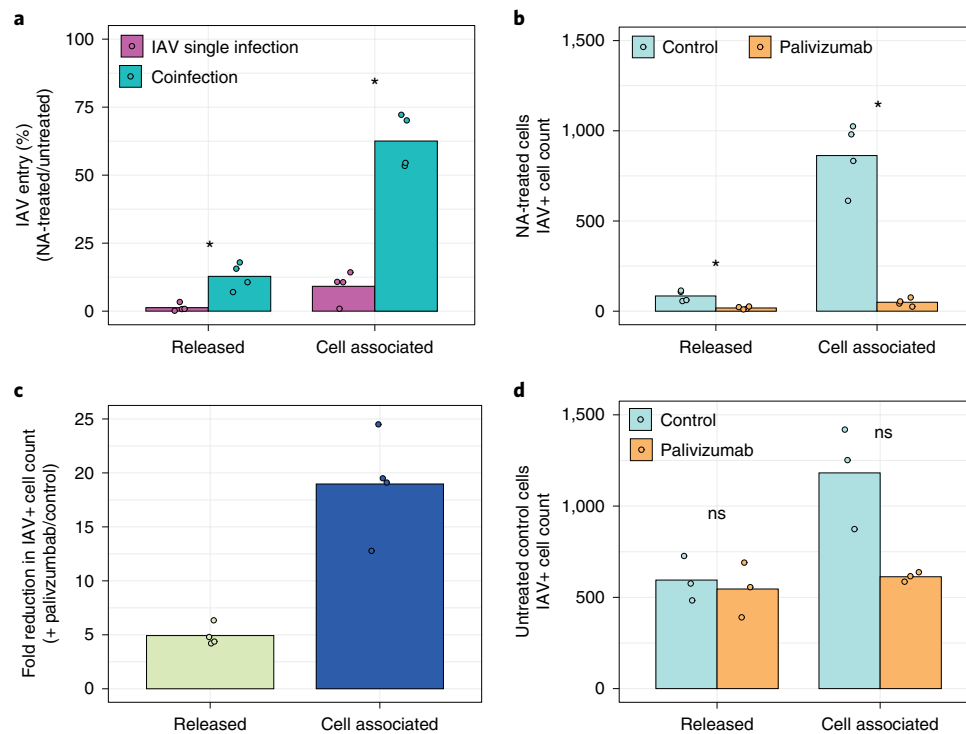 a
IAV single infection
Coinfection
*
*
100
75
50
25
0
IAV entry (%)
(NA-treated/untreated)
Released
Cell associated
b
Control
Palivizumab
*
*
1,500
1,000
500
0
NA-treated cells
IAV+ cell count
Released
Cell associated
c
25
20
15
10
5
0
Fold reduction in IAV+ cell count
(+ palivzumbab/control)
Released
Cell associated
d
Control
Palivizumab
ns
ns
1,500
1,000
500
0
Untreated control cells
IAV+ cell count
Released
Cell associated